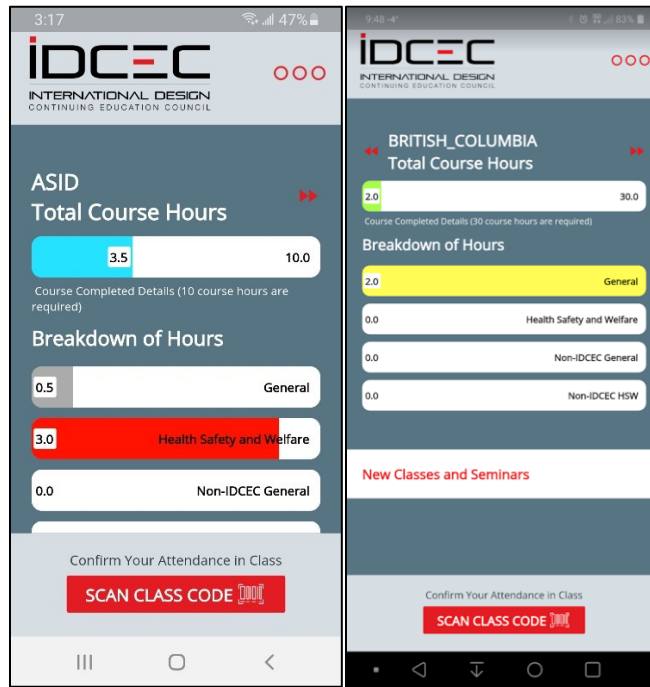 3:17
47%
IDCEC
INTERNATIONAL DESIGN
CONTINUING EDUCATION COUNCIL
ASID
Total Course Hours
3.5 10.0
Course Completed Details (10 course hours are
required)
Breakdown of Hours
0.5 General
3.0 Health Safety and Welfare
0.0 Non-IDCEC General
Confirm Your Attendance in Class
SCAN CLASS CODE
9:48 -4°
83%
IDCEC
INTERNATIONAL DESIGN
CONTINUING EDUCATION COUNCIL
BRITISH_COLUMBIA
Total Course Hours
2.0 30.0
Course Completed Details (30 course hours are required)
Breakdown of Hours
2.0 General
0.0 Health Safety and Welfare
0.0 Non-IDCEC General
0.0 Non-IDCEC HSW
New Classes and Seminars
Confirm Your Attendance in Class
SCAN CLASS CODE